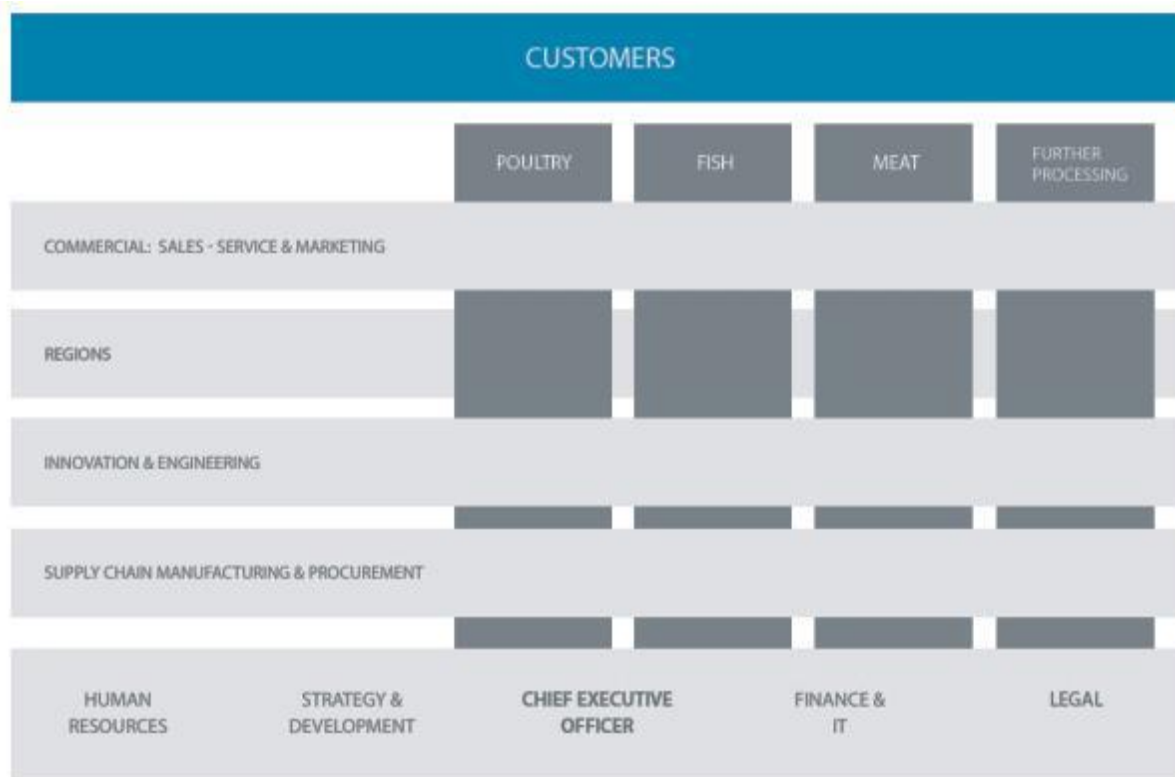 CUSTOMERS
POULTRY
FISH
MEAT
FURTHER
PROCESSING
COMMERCIAL: SALES - SERVICE & MARKETING
REGIONS
INNOVATION & ENGINEERING
SUPPLY CHAIN MANUFACTURING & PROCUREMENT
HUMAN
RESOURCES
STRATEGY &
DEVELOPMENT
CHIEF EXECUTIVE
OFFICER
FINANCE &
IT
LEGAL